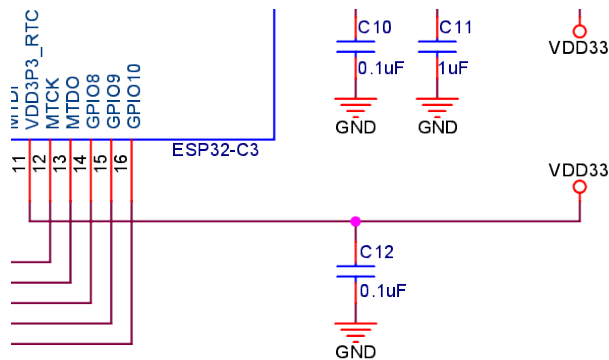 C10
C11
VDD33
0.1uF
1uF
GND
GND
VDD3P3_RTC
MTCK
MTDO
GPIO8
GPIO9
GPIO10
ESP32-C3
11
12
13
14
15
16
VDD33
C12
0.1uF
GND